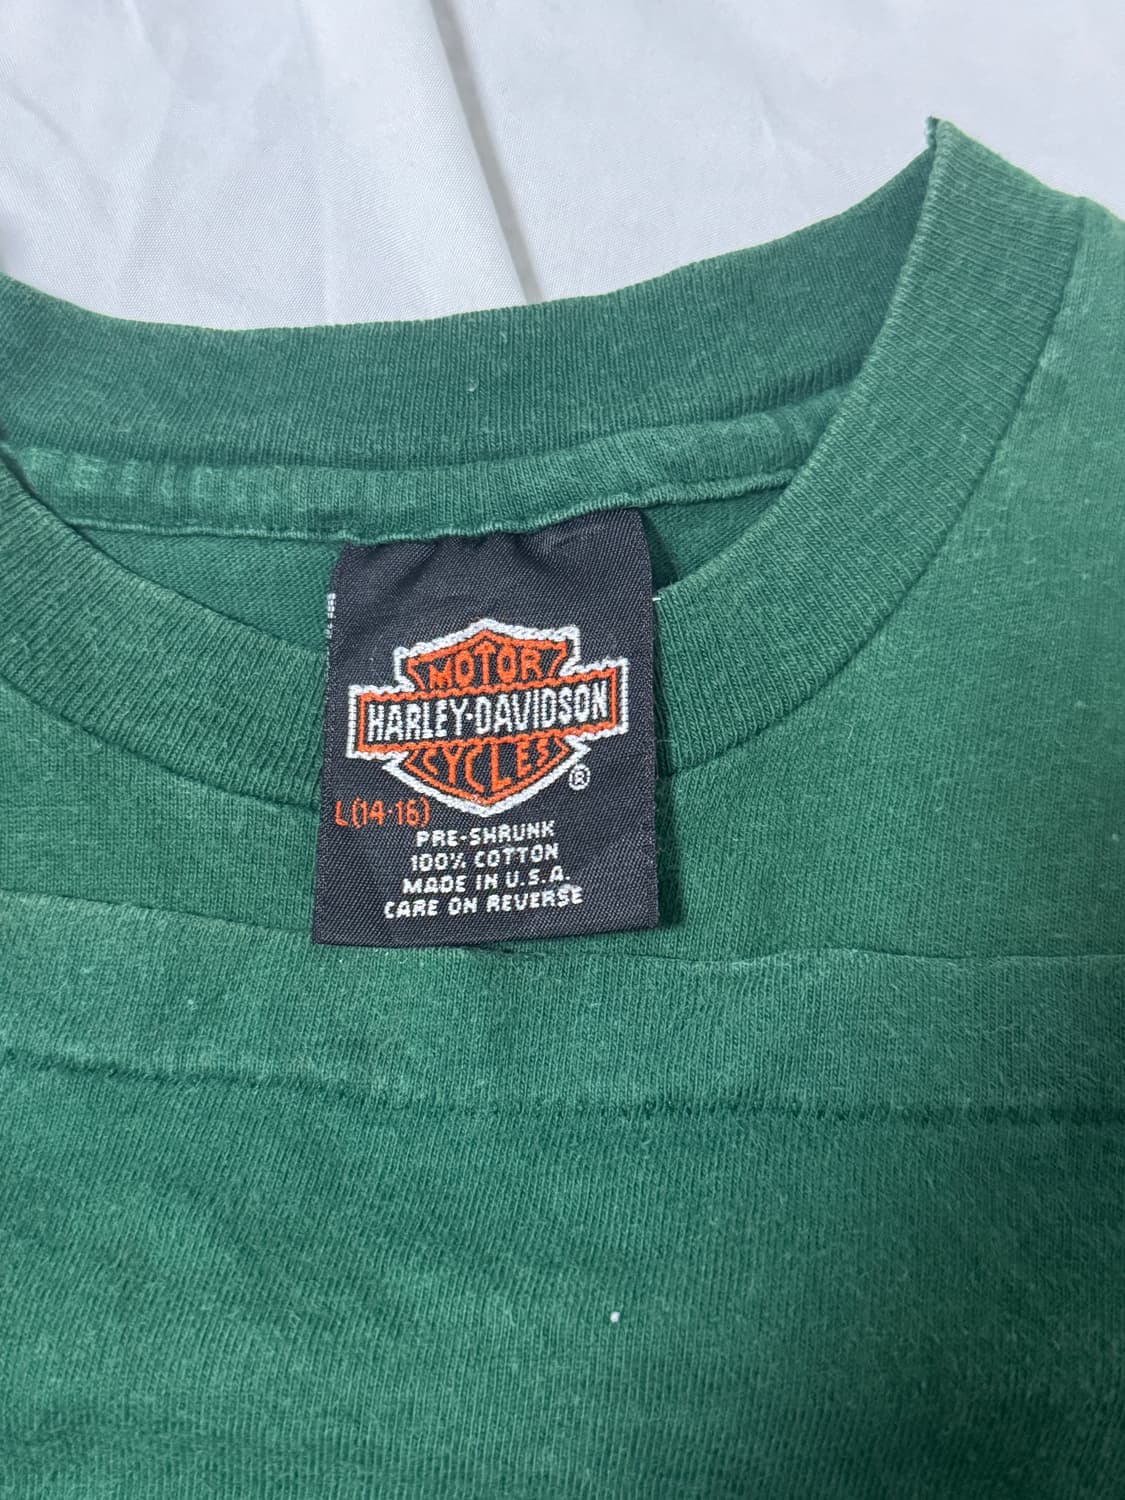 MOTOR
HARLEY-DAVIDSON
CYCLES
®
L(14-16)
PRE-SHRUNK
100% COTTON
MADE IN U.S.A.
CARE ON REVERSE